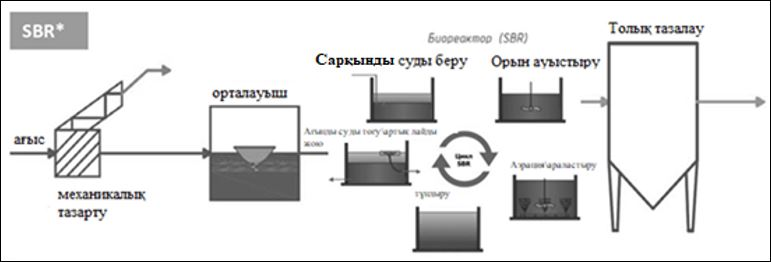 SBR*
Биореактор (SBR)
Толық тазалау
Сарқынды суды беру
Орын ауыстыру
орталауыш
ағыс
Ағынды суды төгу/артық лайды
жою
Цикл
SBR
Аэрация/араластыру
механикалық
тазарту
тұндыру